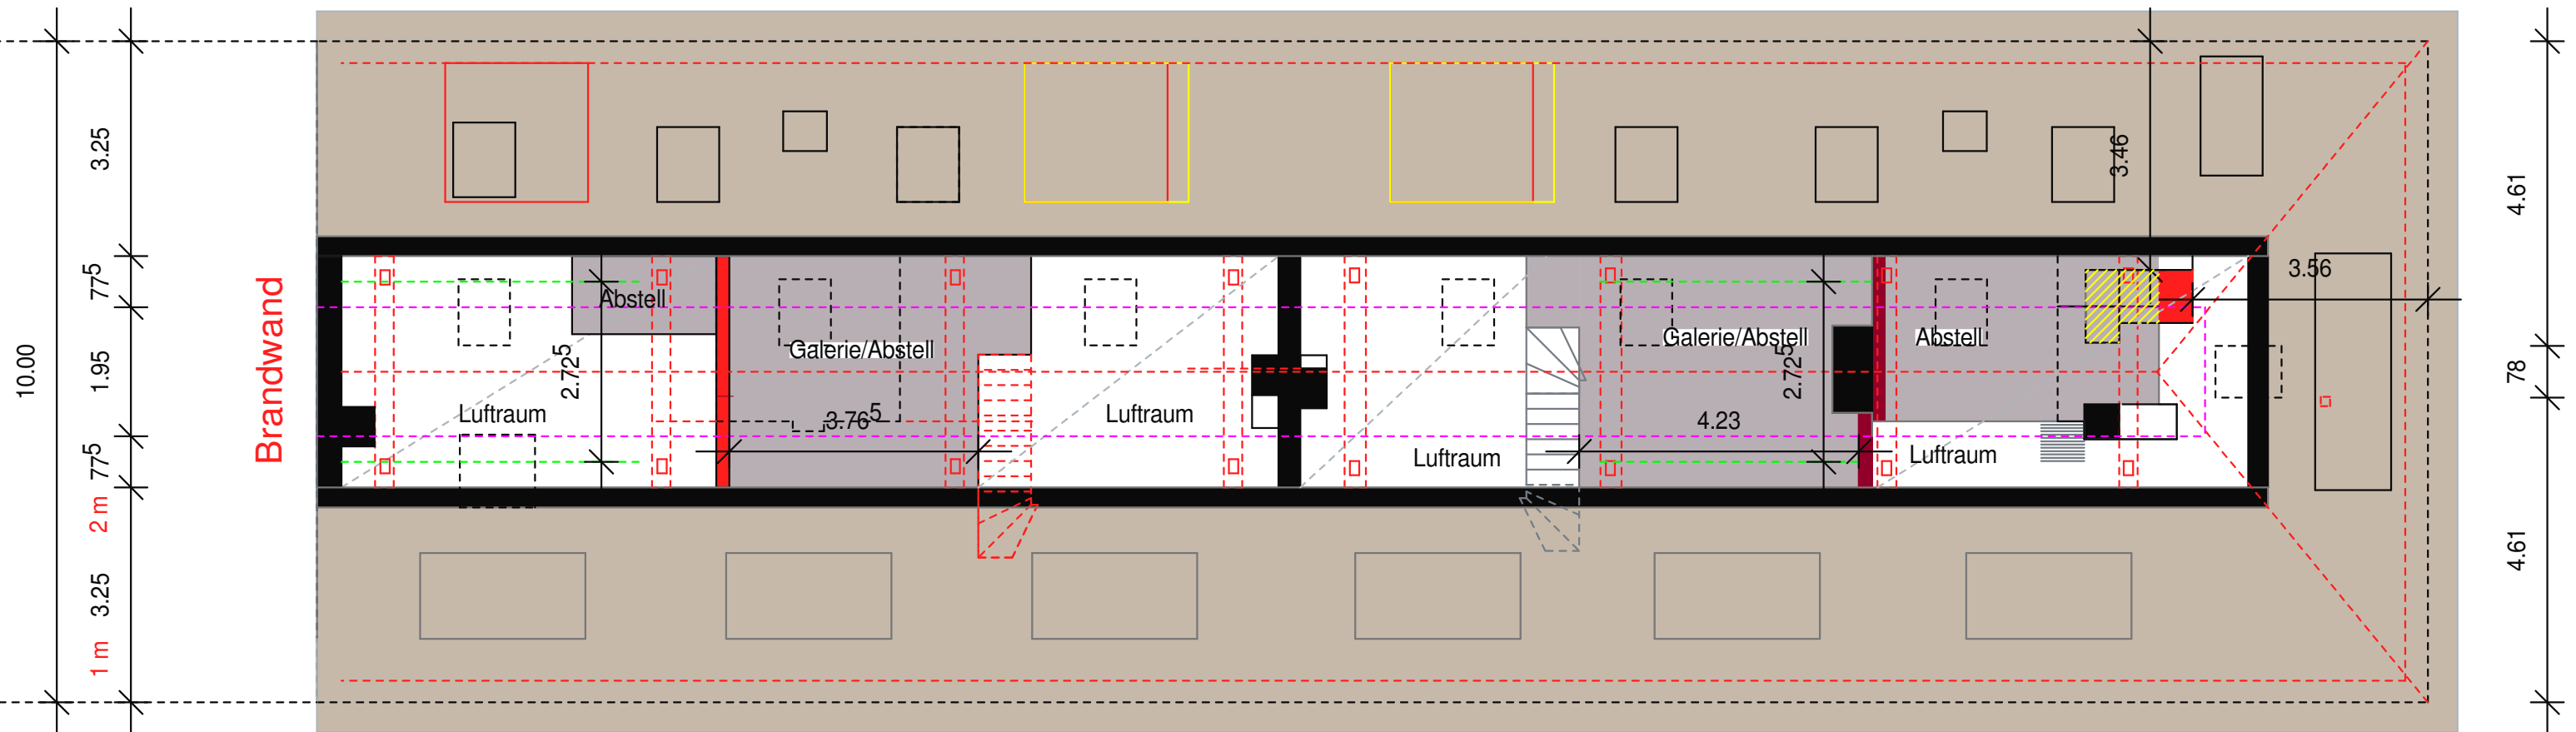 10.00
3.25
775
1.95
775
2 m
3.25
1 m
Brandwand
Abstell
Luftraum
2.725
Galerie/Abstell
3.765
Luftraum
Luftraum
Galerie/Abstell
2.725
4.23
Abstell
Luftraum
3.46
3.56
4.61
78
4.61